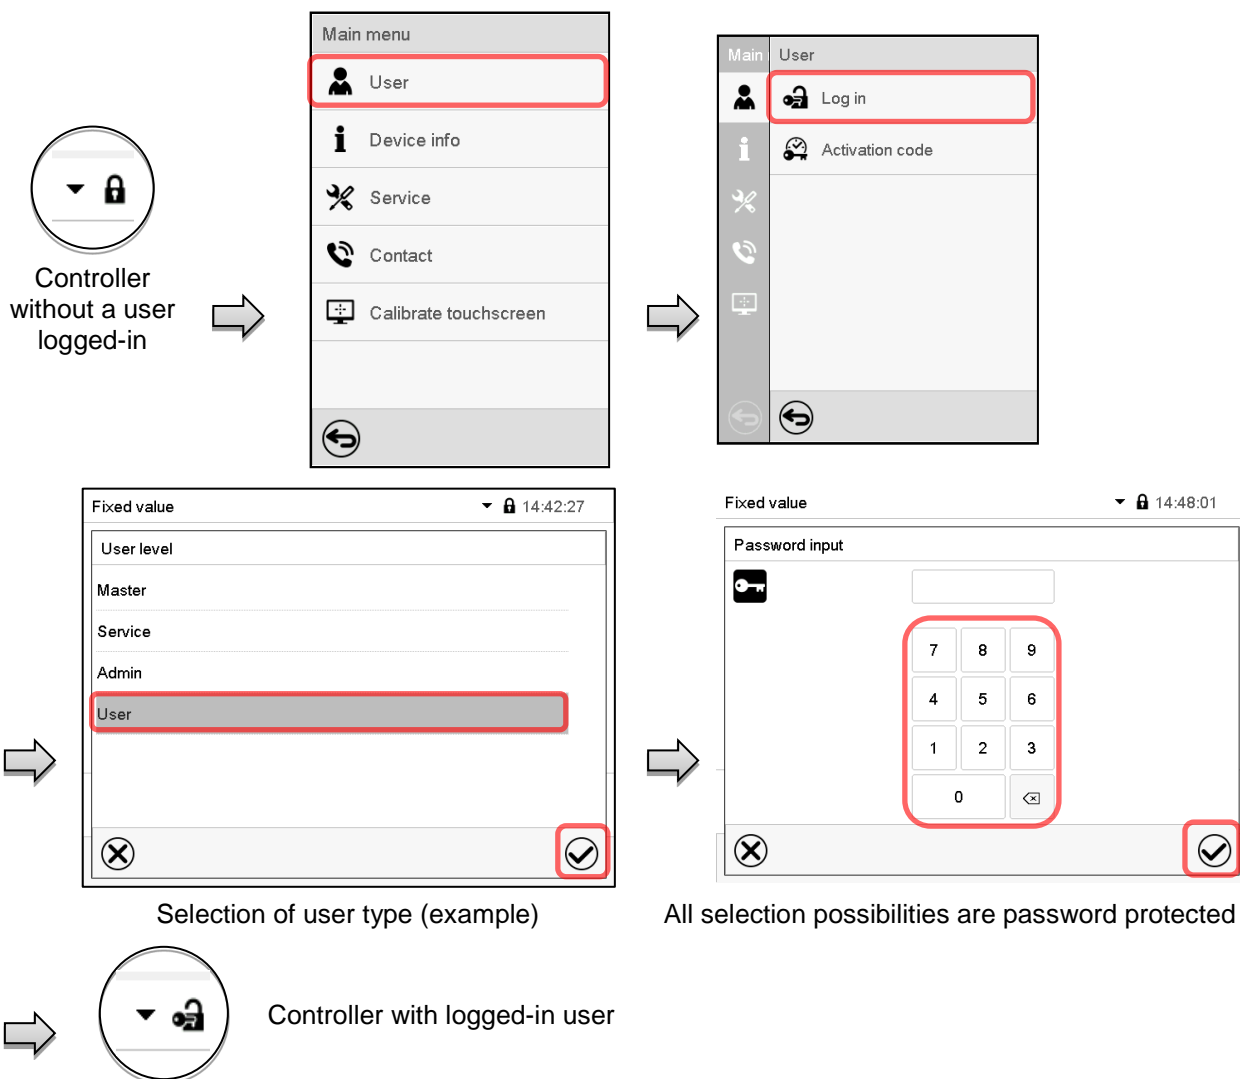 Main menu
User
Device info
Service
Contact
Calibrate touchscreen
Controller
without a user
logged-in
Main
User
Log in
Activation code
Fixed value
14:42:27
User level
Master
Service
Admin
User
Selection of user type (example)
Fixed value
14:48:01
Password input
7 8 9
4 5 6
1 2 3
0
All selection possibilities are password protected
Controller with logged-in user